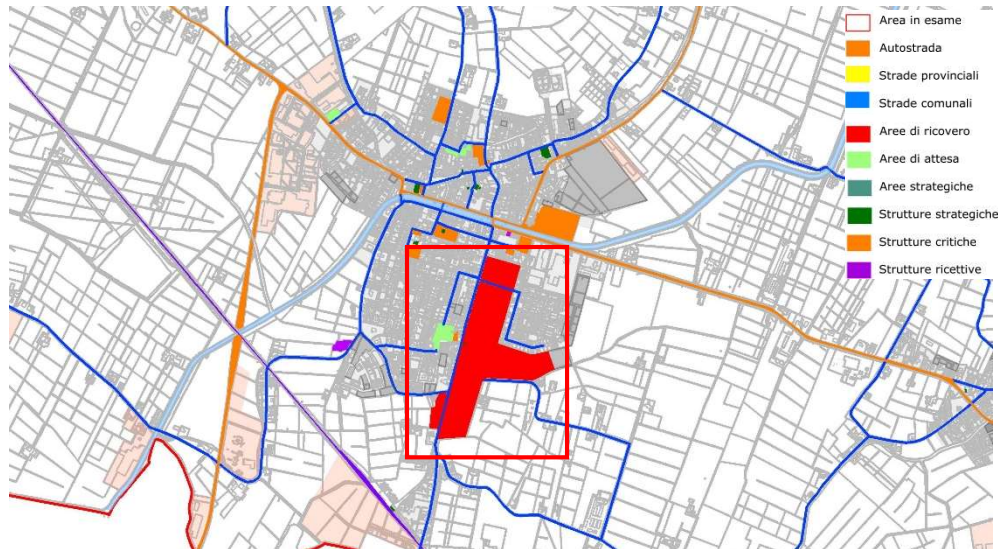 Area in esame
Autostrada
Strade provinciali
Strade comunali
Aree di ricovero
Aree di attesa
Aree strategiche
Strutture strategiche
Strutture critiche
Strutture ricettive